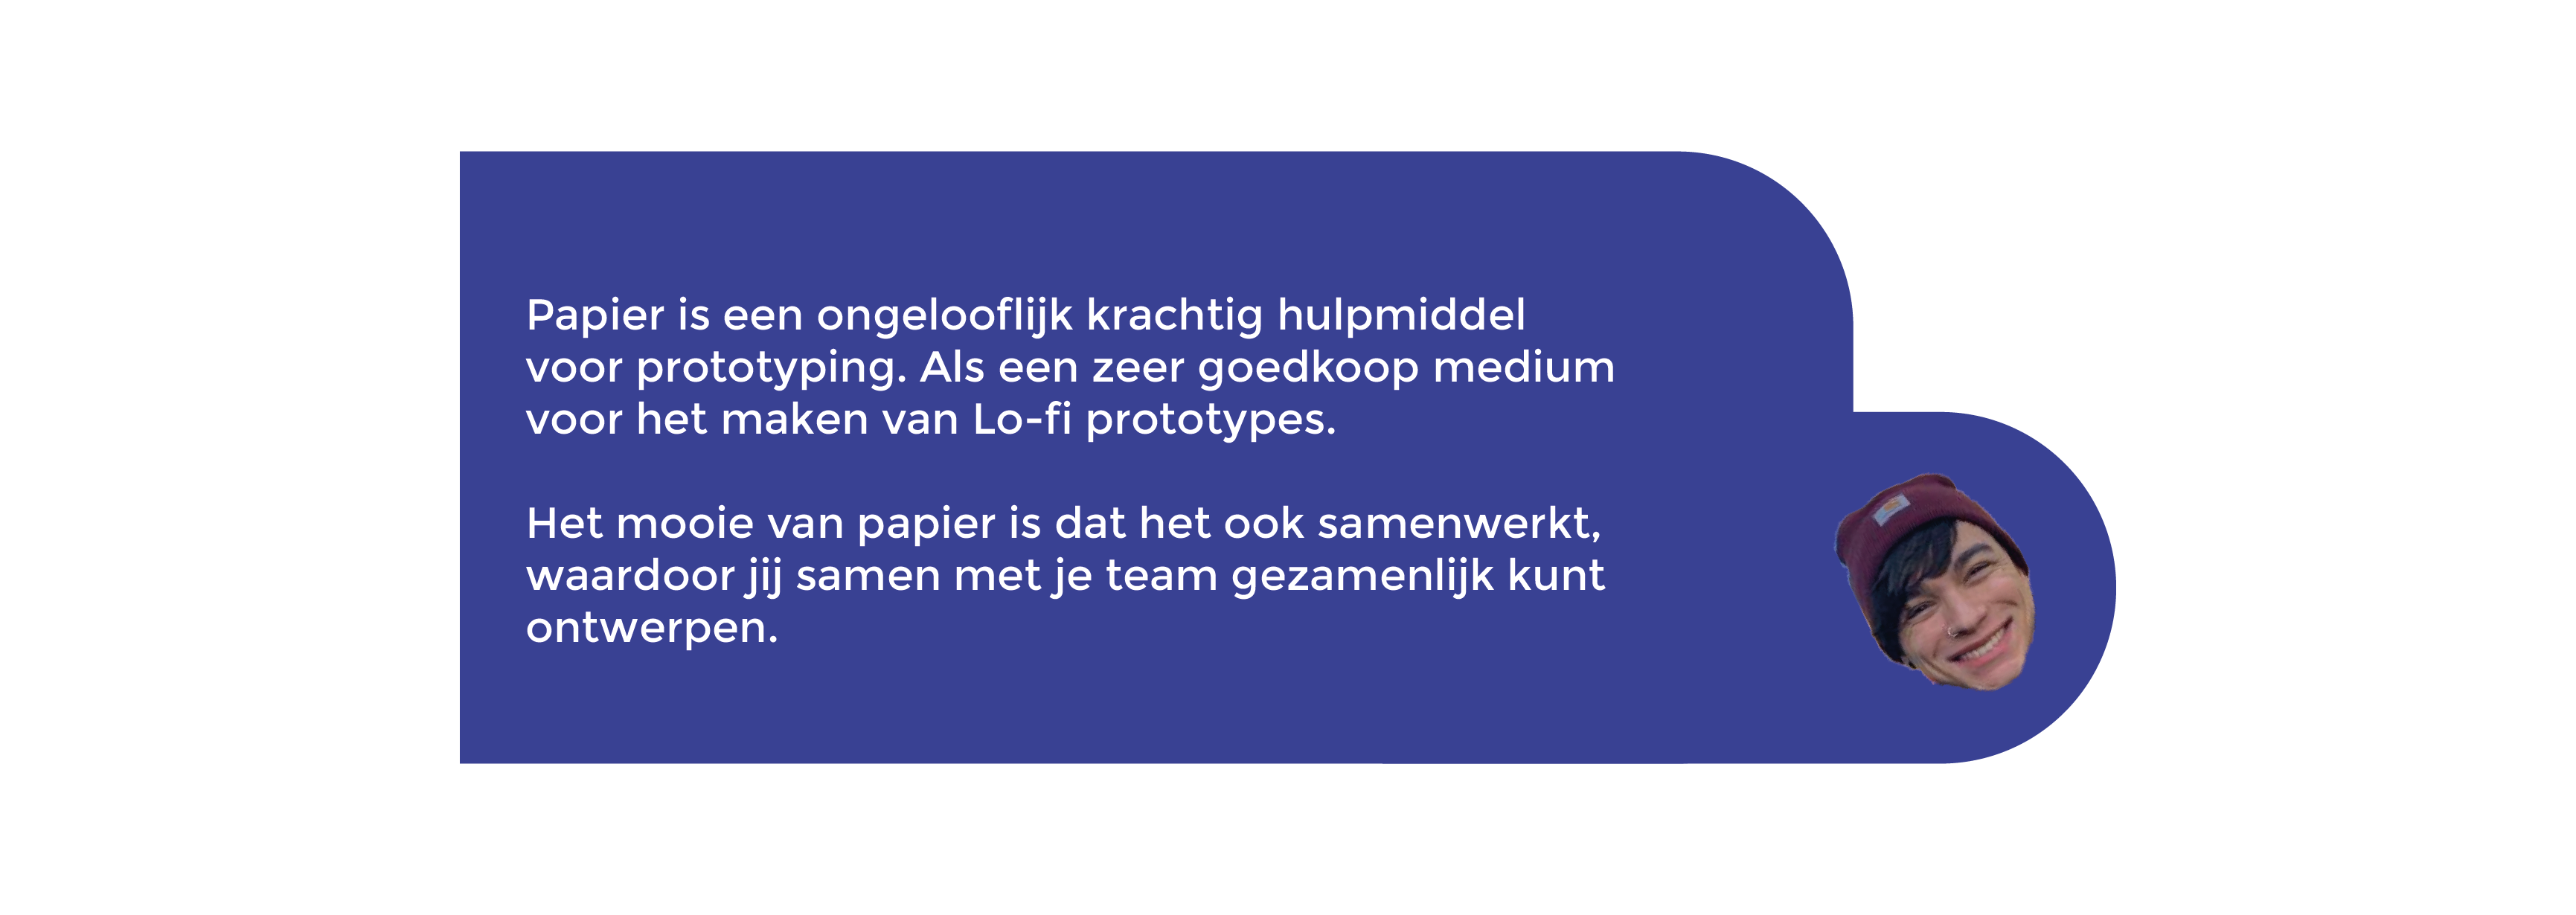 Papier is een ongelooflijk krachtig hulpmiddel
voor prototyping. Als een zeer goedkoop medium
voor het maken van Lo-fi prototypes.
Het mooie van papier is dat het ook samenwerkt,
waardoor jij samen met je team gezamenlijk kunt
ontwerpen.